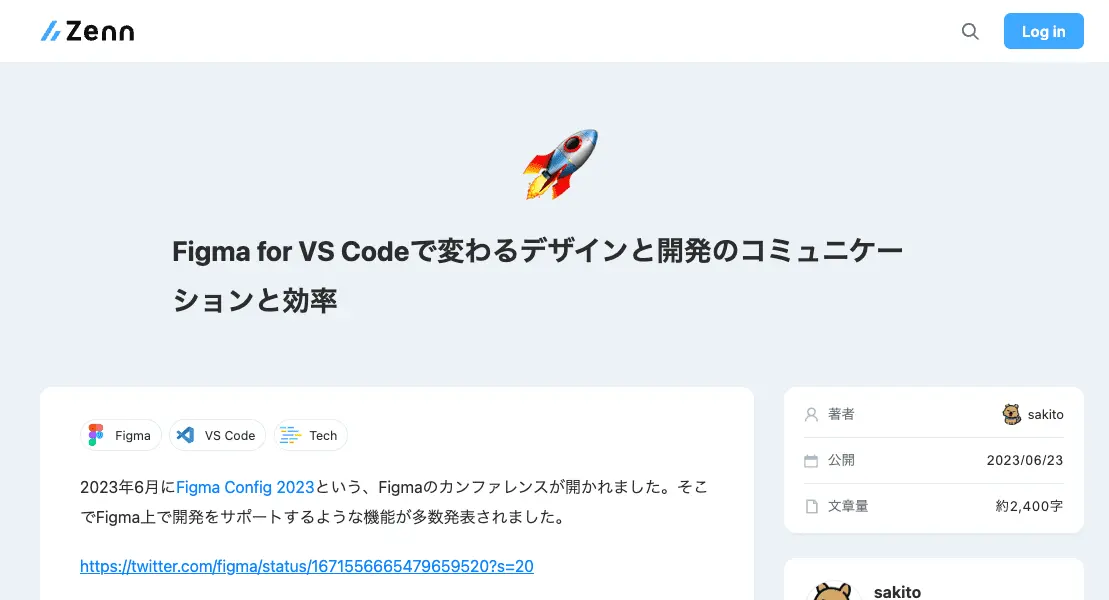 Zenn
Log in
Figma for VS Codeで変わるデザインと開発のコミュニケー
ションと効率
Figma
VS Code
Tech
2023年6月にFigma Config 2023という、Figmaのカンファレンスが開かれました。そこ
でFigma上で開発をサポートするような機能が多数発表されました。
https://twitter.com/figma/status/1671556665479659520?s=20
著者
sakito
公開
2023/06/23
文章量
約2,400字
sakito